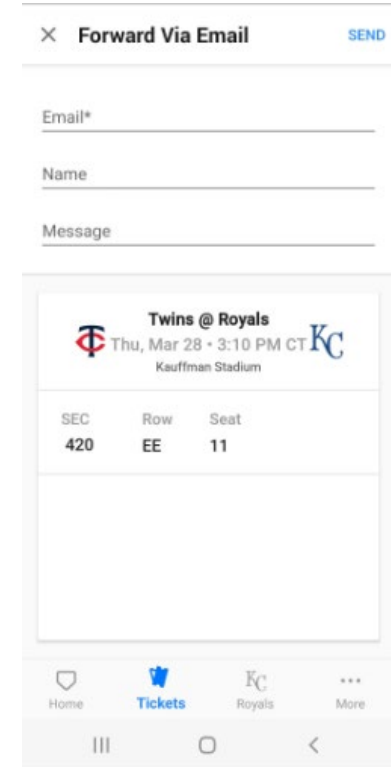 Forward Via Email SEND
Email*
Name
Message
Twins @ Royals
Thu, Mar 28 • 3:10 PM CT
Kauffman Stadium
SEC Row Seat
420 EE 11
Home Tickets Royals More